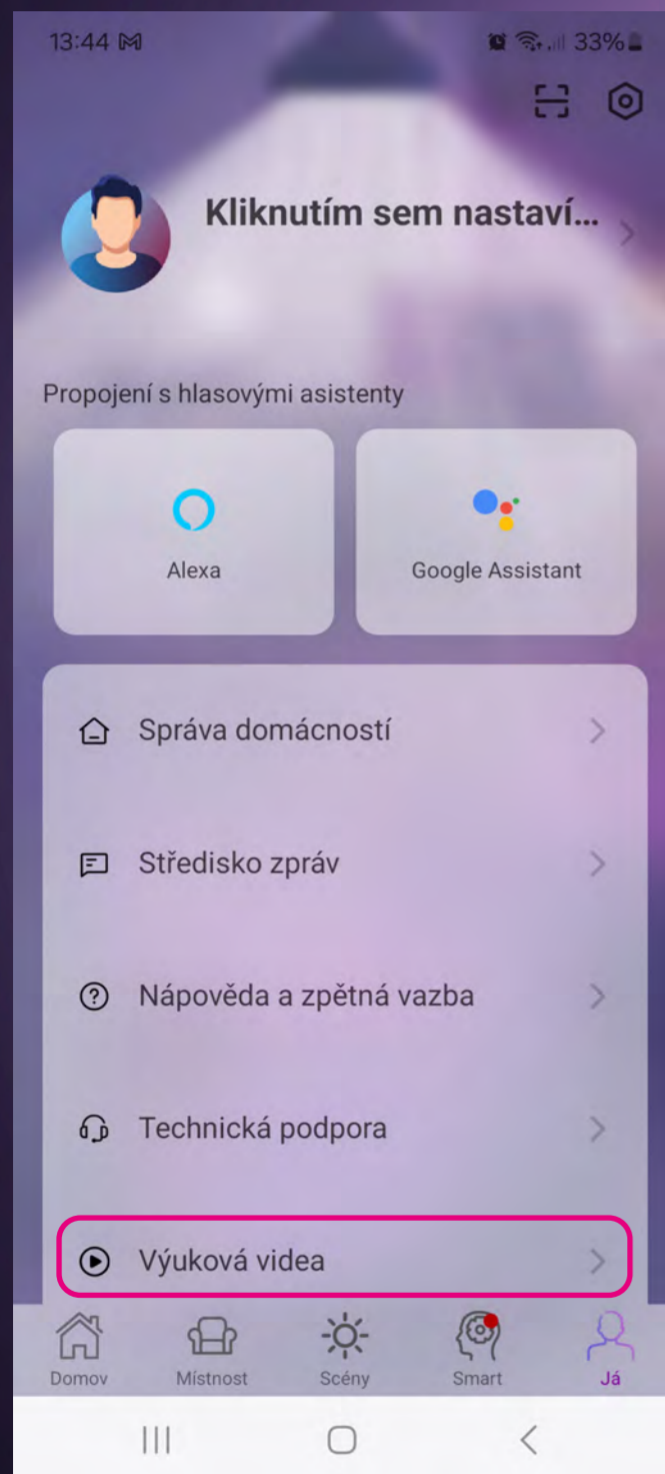 13:44
33%
Kliknutím sem nastaví...
Propojení s hlasovými asistenty
Alexa
Google Assistant
Správa domácností
Středisko zpráv
Nápověda a zpětná vazba
Technická podpora
Výuková videa
Domov
Místnost
Scény
Smart
Já